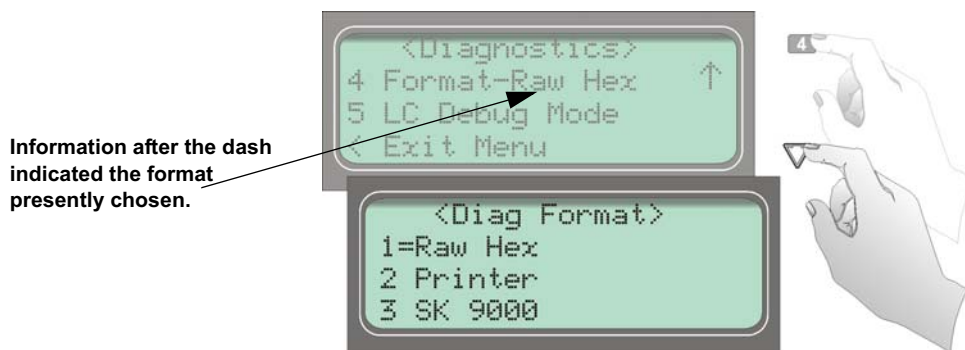 <Diagnostics>
4 Format-Raw Hex ↑
5 LC Debug Mode
< Exit Menu
4
Information after the dash
indicated the format
presently chosen.
<Diag Format>
1=Raw Hex
2 Printer
3 SK 9000